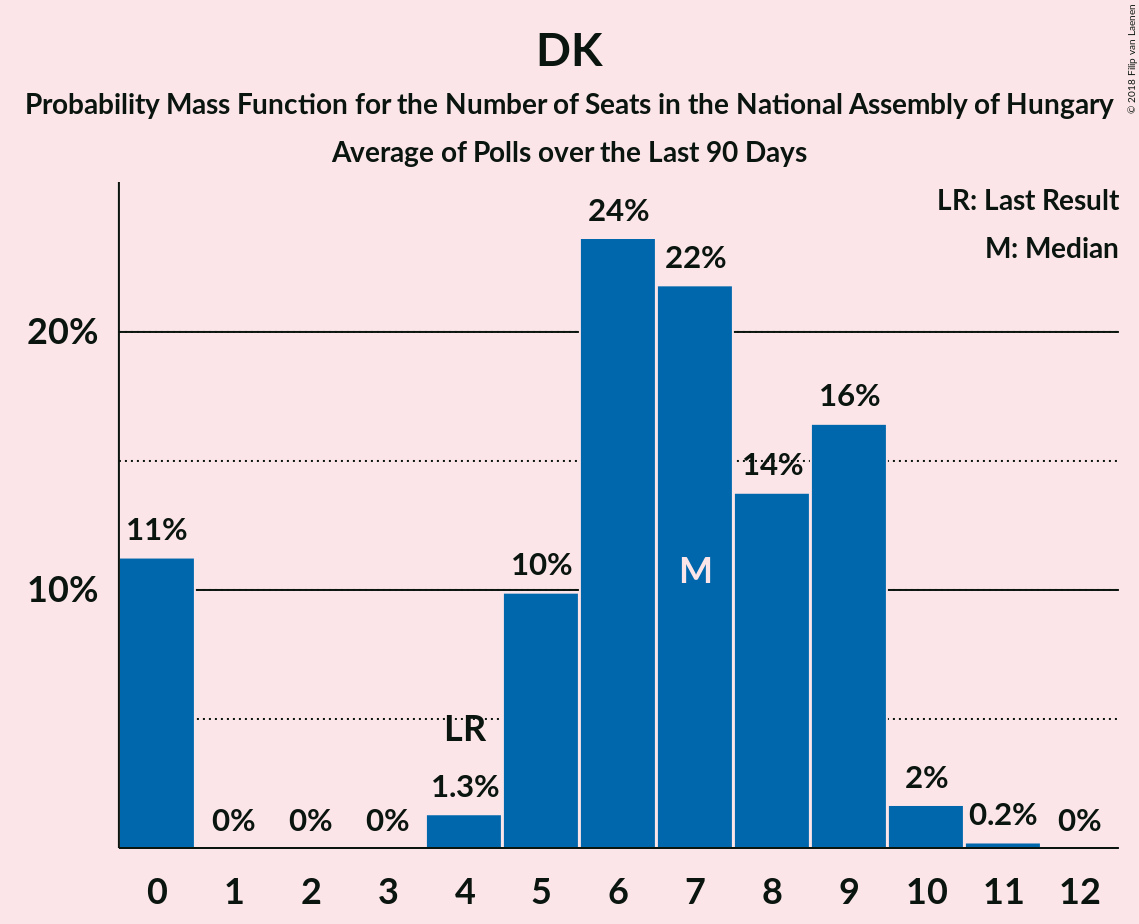 DK
Probability Mass Function for the Number of Seats in the National Assembly of Hungary
Average of Polls over the Last 90 Days
© 2018 Filip van Laenen
LR: Last Result
M: Median
24%
22%
20%
16%
14%
11%
10%
M
10%
LR
1.3%
2%
0%
0%
0%
0.2%
0%
0 1 2 3 4 5 6 7 8 9 10 11 12